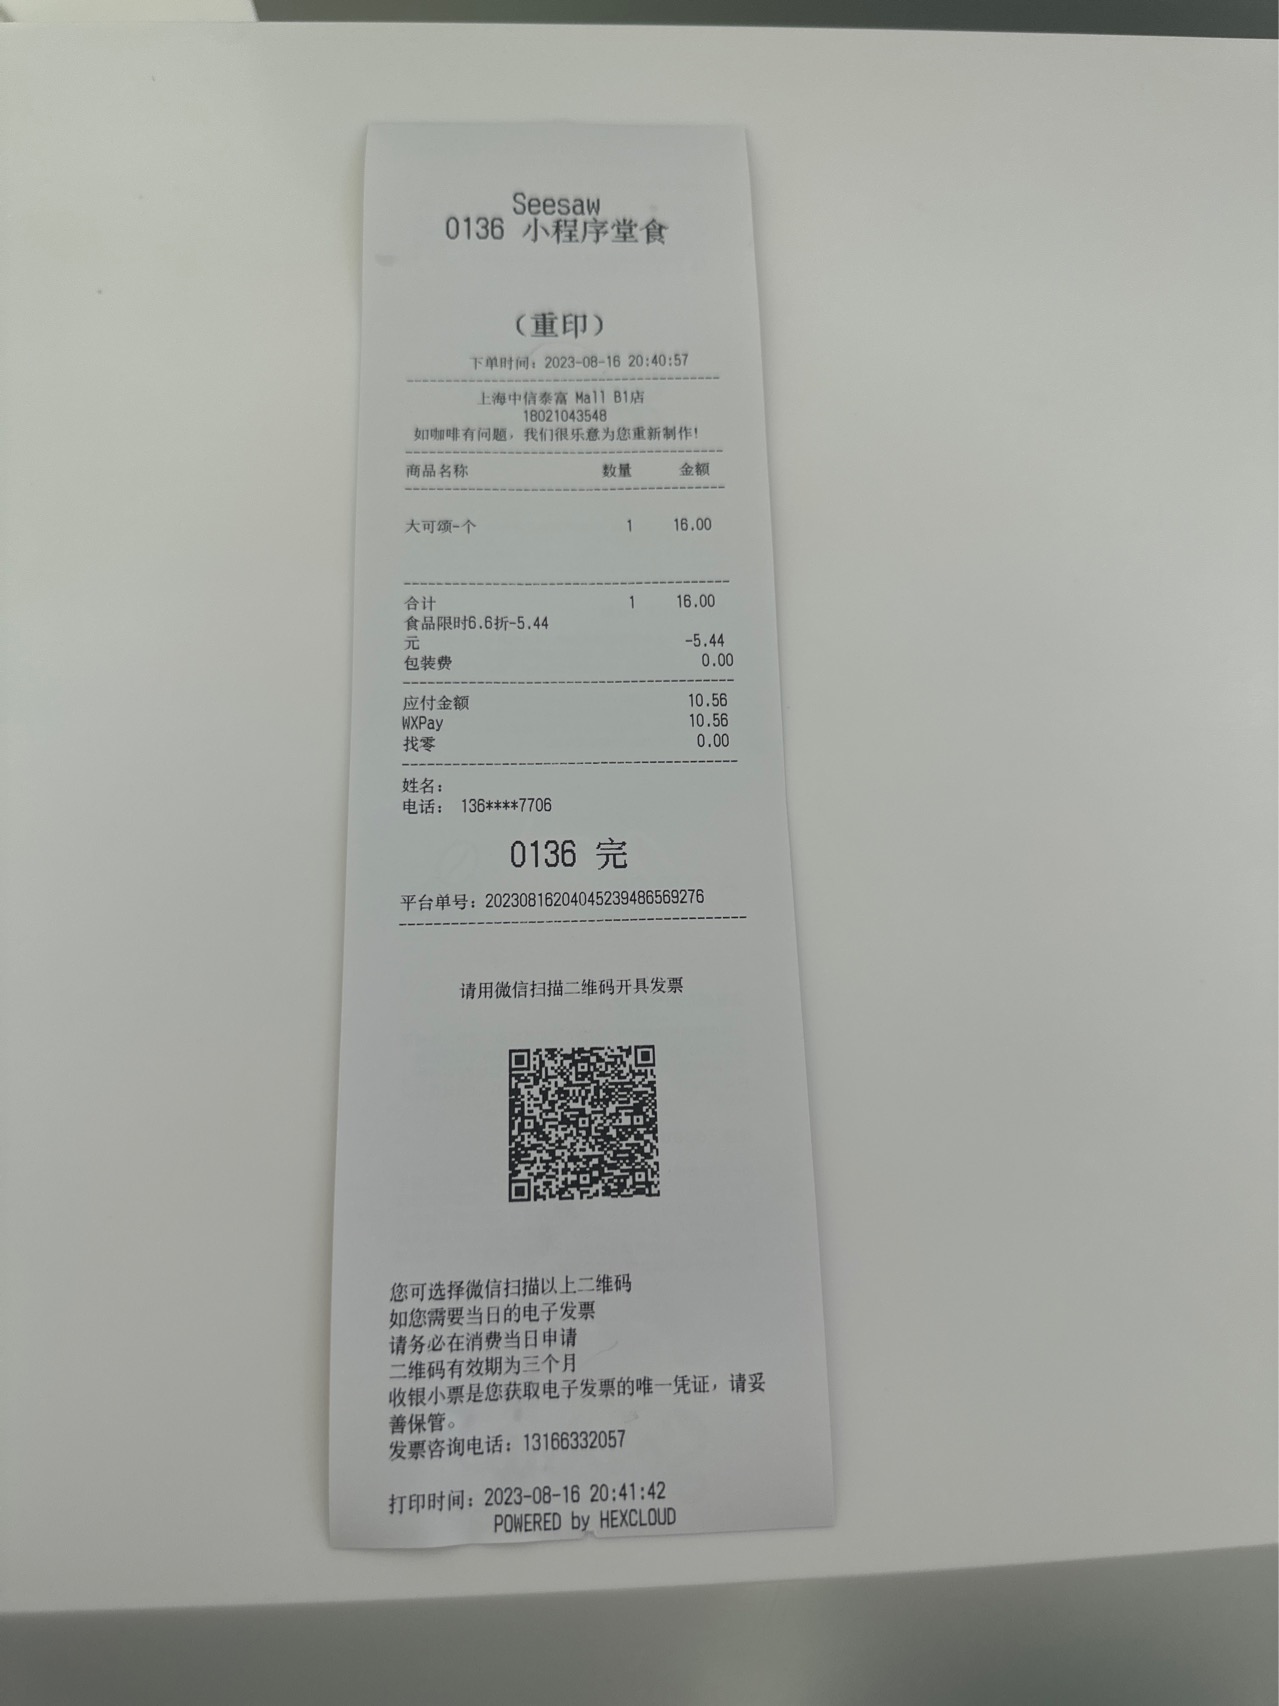 Seesaw
0136 小程序堂食
（重印）
下单时间：2023-08-16 20:40:57
上海中信泰富 Mall B1店
18021043548
如咖啡有问题，我们很乐意为您重新制作！
商品名称 数量 金额
大可颂-个 1 16.00
合计 1 16.00
食品限时6.6折-5.44
元 -5.44
包装费 0.00
应付金额 10.56
WXPay 10.56
找零 0.00
姓名：
电话： 136****7706
0136 完
平台单号：20230816204045239486569276
请用微信扫描二维码开具发票
您可选择微信扫描以上二维码
如您需要当日的电子发票
请务必在消费当日申请
二维码有效期为三个月
收银小票是您获取电子发票的唯一凭证，请妥
善保管。
发票咨询电话：13166332057
打印时间：2023-08-16 20:41:42
POWERED by HEXCLOUD